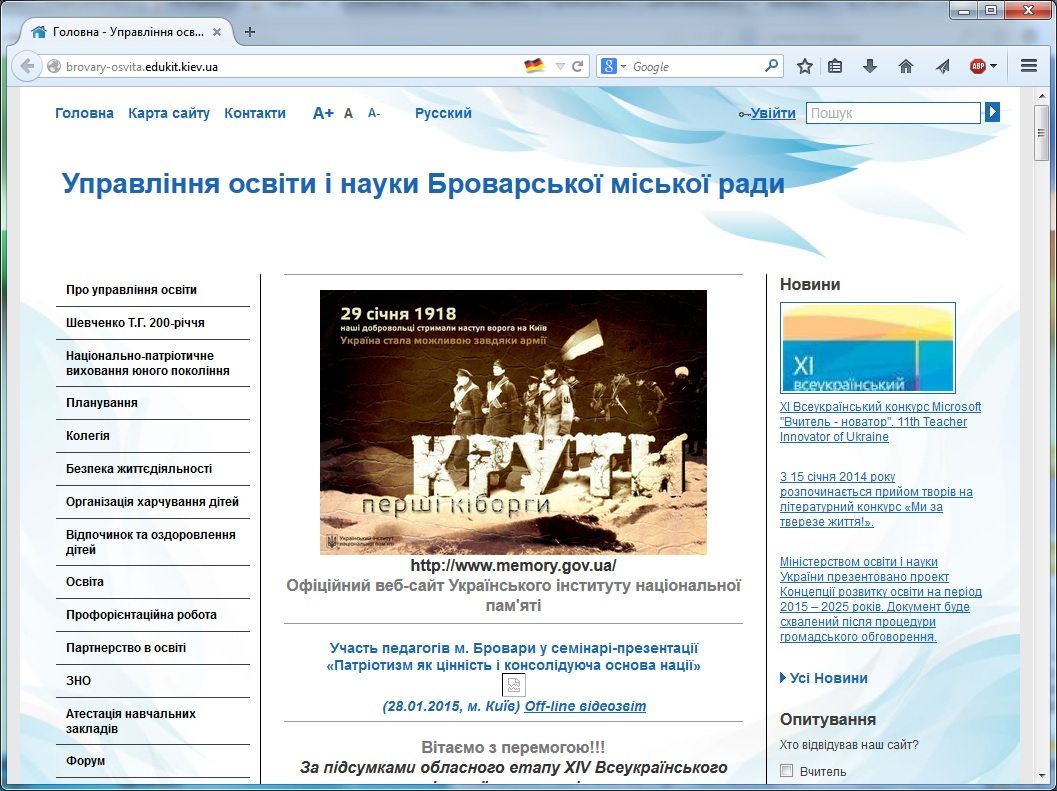 Головна - Управління осв...
brovary-osvita.edukit.kiev.ua
Google
ABP
Головна Карта сайту Контакти A+ A A- Русский
Увійти Пошук
Управління освіти і науки Броварської міської ради
Про управління освіти
Шевченко Т.Г. 200-річчя
Національно-патріотичне
виховання юного покоління
Планування
Колегія
Безпека життєдіяльності
Організація харчування дітей
Відпочинок та оздоровлення
дітей
Освіта
Профорієнтаційна робота
Партнерство в освіті
ЗНО
Атестація навчальних
закладів
Форум
29 січня 1918
наші добровольці стримали наступ ворога на Київ
Україна стала можливою завдяки армії
КРУТИ
перші кіборги
Український інститут
національної пам'яті
http://www.memory.gov.ua/
Офіційний веб-сайт Українського інституту національної
пам'яті
Участь педагогів м. Бровари у семінарі-презентації
«Патріотизм як цінність і консолідуюча основа нації»
(28.01.2015, м. Київ) Off-line відеозвіт
Вітаємо з перемогою!!!
За підсумками обласного етапу XIV Всеукраїнського
Новини
XI
всеукраїнський
XI Всеукраїнський конкурс Microsoft
"Вчитель - новатор". 11th Teacher
Innovator of Ukraine
З 15 січня 2014 року
розпочинається прийом творів на
літературний конкурс «Ми за
тверезе життя!».
Міністерством освіти і науки
України презентовано проект
Концепції розвитку освіти на період
2015 – 2025 років. Документ буде
схвалений після процедури
громадського обговорення.
Усі Новини
Опитування
Хто відвідував наш сайт?
Вчитель